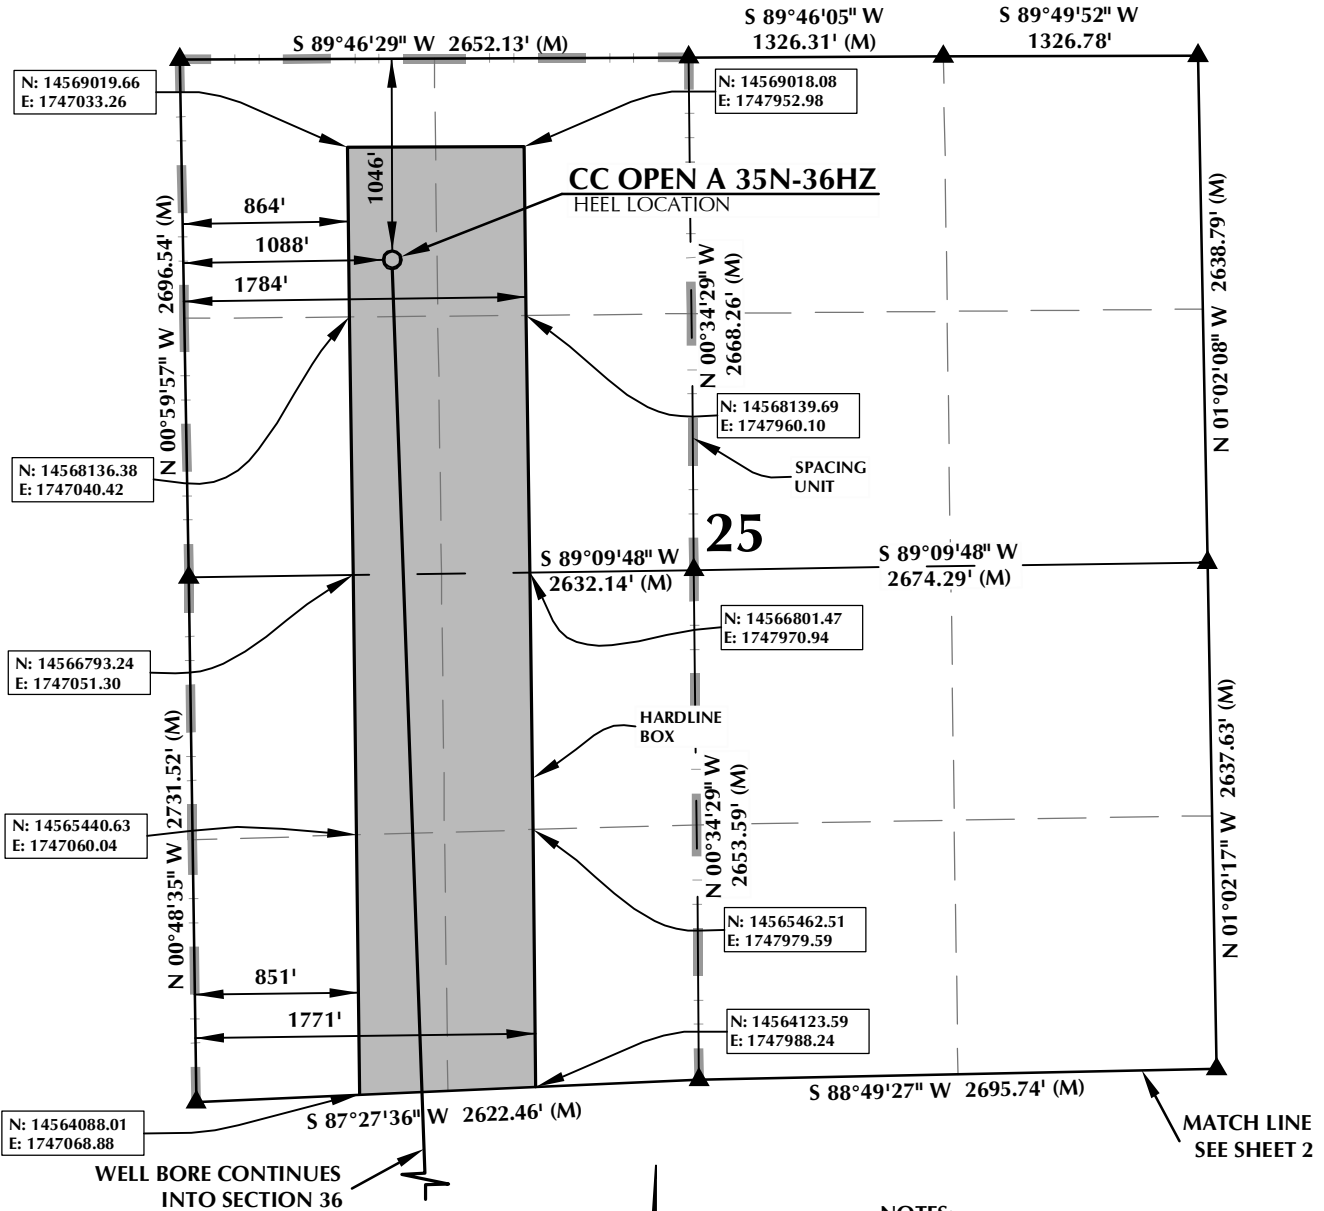 S 89°46'05" W
1326.31' (M)
S 89°49'52" W
1326.78'
S 89°46'29" W 2652.13' (M)
N: 14569019.66
E: 1747033.26
N: 14569018.08
E: 1747952.98
1046'
CC OPEN A 35N-36HZ
HEEL LOCATION
864'
1088'
1784'
N 00°59'57" W 2696.54' (M)
N 00°34'29" W
2668.26' (M)
N 01°02'08" W 2638.79' (M)
N: 14568139.69
E: 1747960.10
N: 14568136.38
E: 1747040.42
SPACING
UNIT
25
S 89°09'48" W
2632.14' (M)
S 89°09'48" W
2674.29' (M)
N: 14566801.47
E: 1747970.94
N: 14566793.24
E: 1747051.30
HARDLINE
BOX
N 00°48'35" W 2731.52' (M)
N 00°34'29" W
2653.59' (M)
N 01°02'17" W 2637.63' (M)
N: 14565440.63
E: 1747060.04
N: 14565462.51
E: 1747979.59
851'
1771'
N: 14564123.59
E: 1747988.24
S 87°27'36" W 2622.46' (M)
S 88°49'27" W 2695.74' (M)
N: 14564088.01
E: 1747068.88
MATCH LINE
SEE SHEET 2
WELL BORE CONTINUES
INTO SECTION 36
NOTES